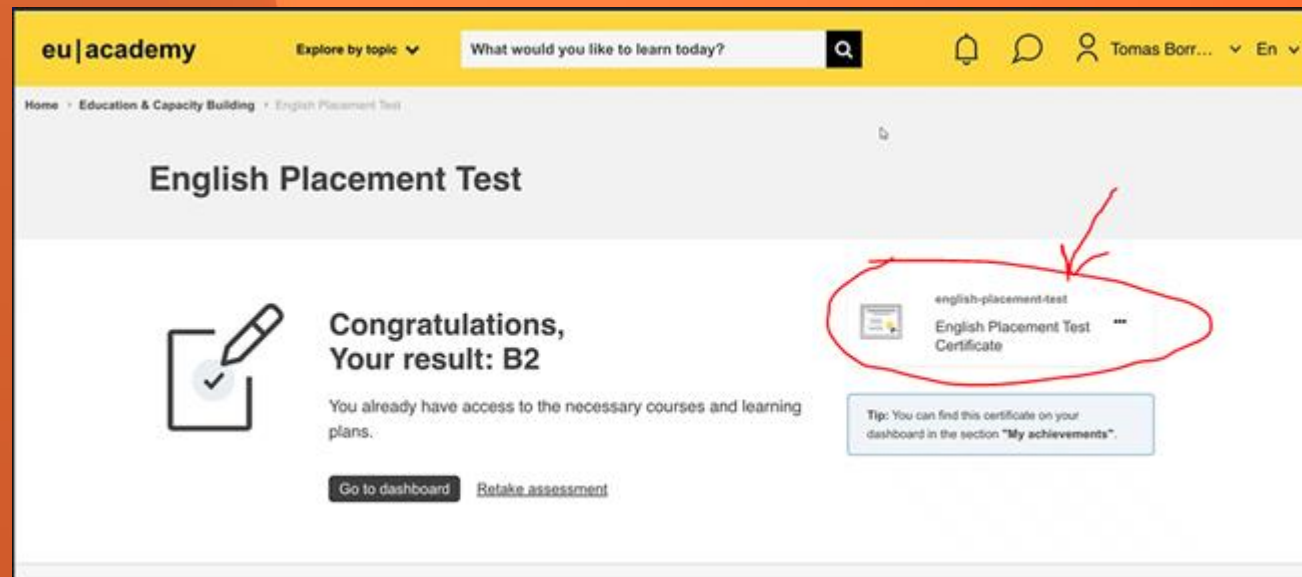 eu|academy
Explore by topic
What would you like to learn today?
Tomas Borr...
En
Home › Education & Capacity Building › English Placement Test
English Placement Test
Congratulations,
Your result: B2
You already have access to the necessary courses and learning
plans.
Go to dashboard
Retake assessment
english-placement-test
English Placement Test
Certificate
Tip: You can find this certificate on your
dashboard in the section "My achievements".